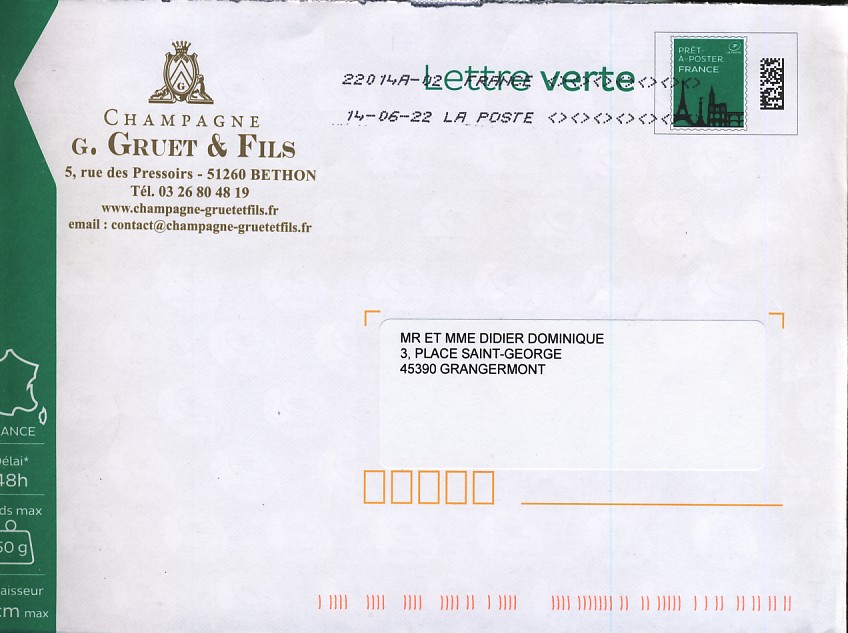 CHAMPAGNE
G. GRUET & FILS
5, rue des Pressoirs - 51260 BETHON
Tél. 03 26 80 48 19
www.champagne-gruetetfils.fr
email : contact@champagne-gruetetfils.fr
Lettre verte
22014A-02 FRANCE
14-06-22 LA POSTE
PRÊT-
À-POSTER
FRANCE
MR ET MME DIDIER DOMINIQUE
3, PLACE SAINT-GEORGE
45390 GRANGERMONT
ANCE
élai*
48h
ds max
50 g
aisseur
cm max